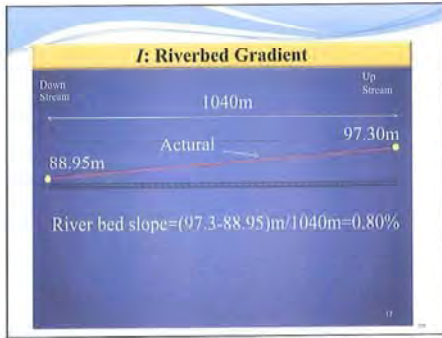 I: Riverbed Gradient
Down Stream
Up Stream
1040m
97.30m
Actural
88.95m
River bed slope=(97.3-88.95)m/1040m=0.80%